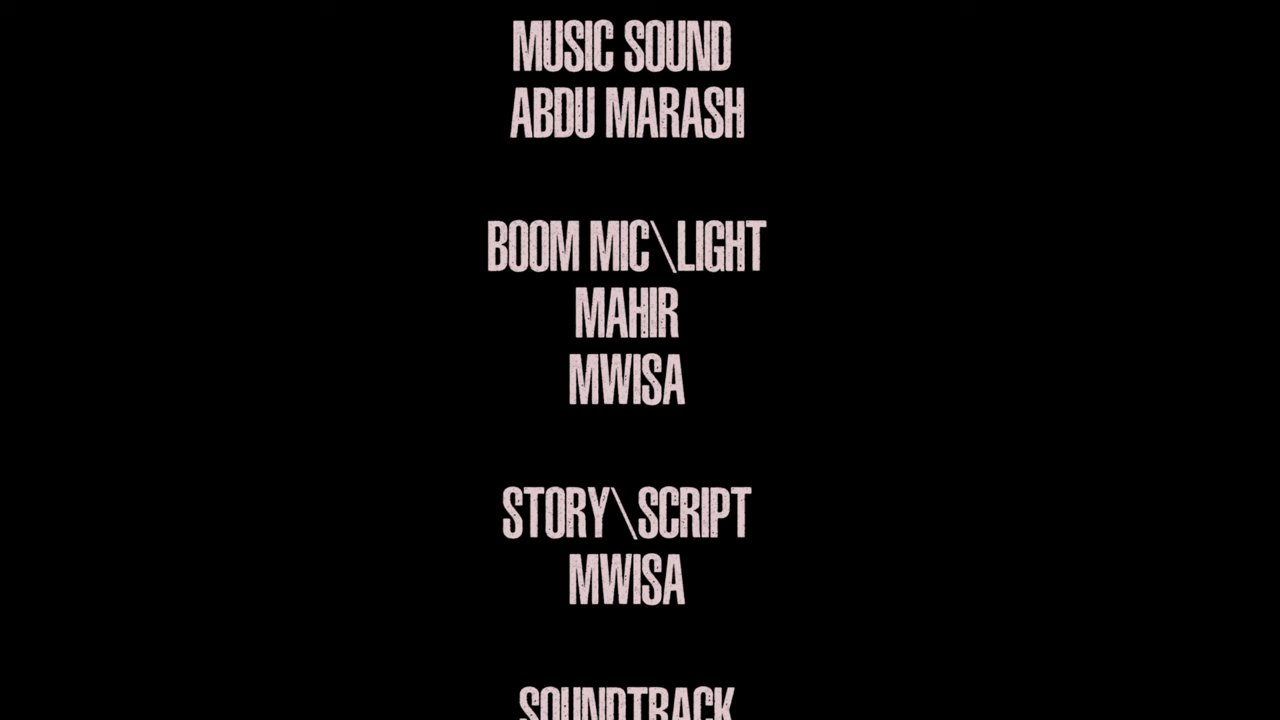 MUSIC SOUND
ABDU MARASH
BOOM MIC\LIGHT
MAHIR
MWISA
STORY\SCRIPT
MWISA
SOUNDTRACK